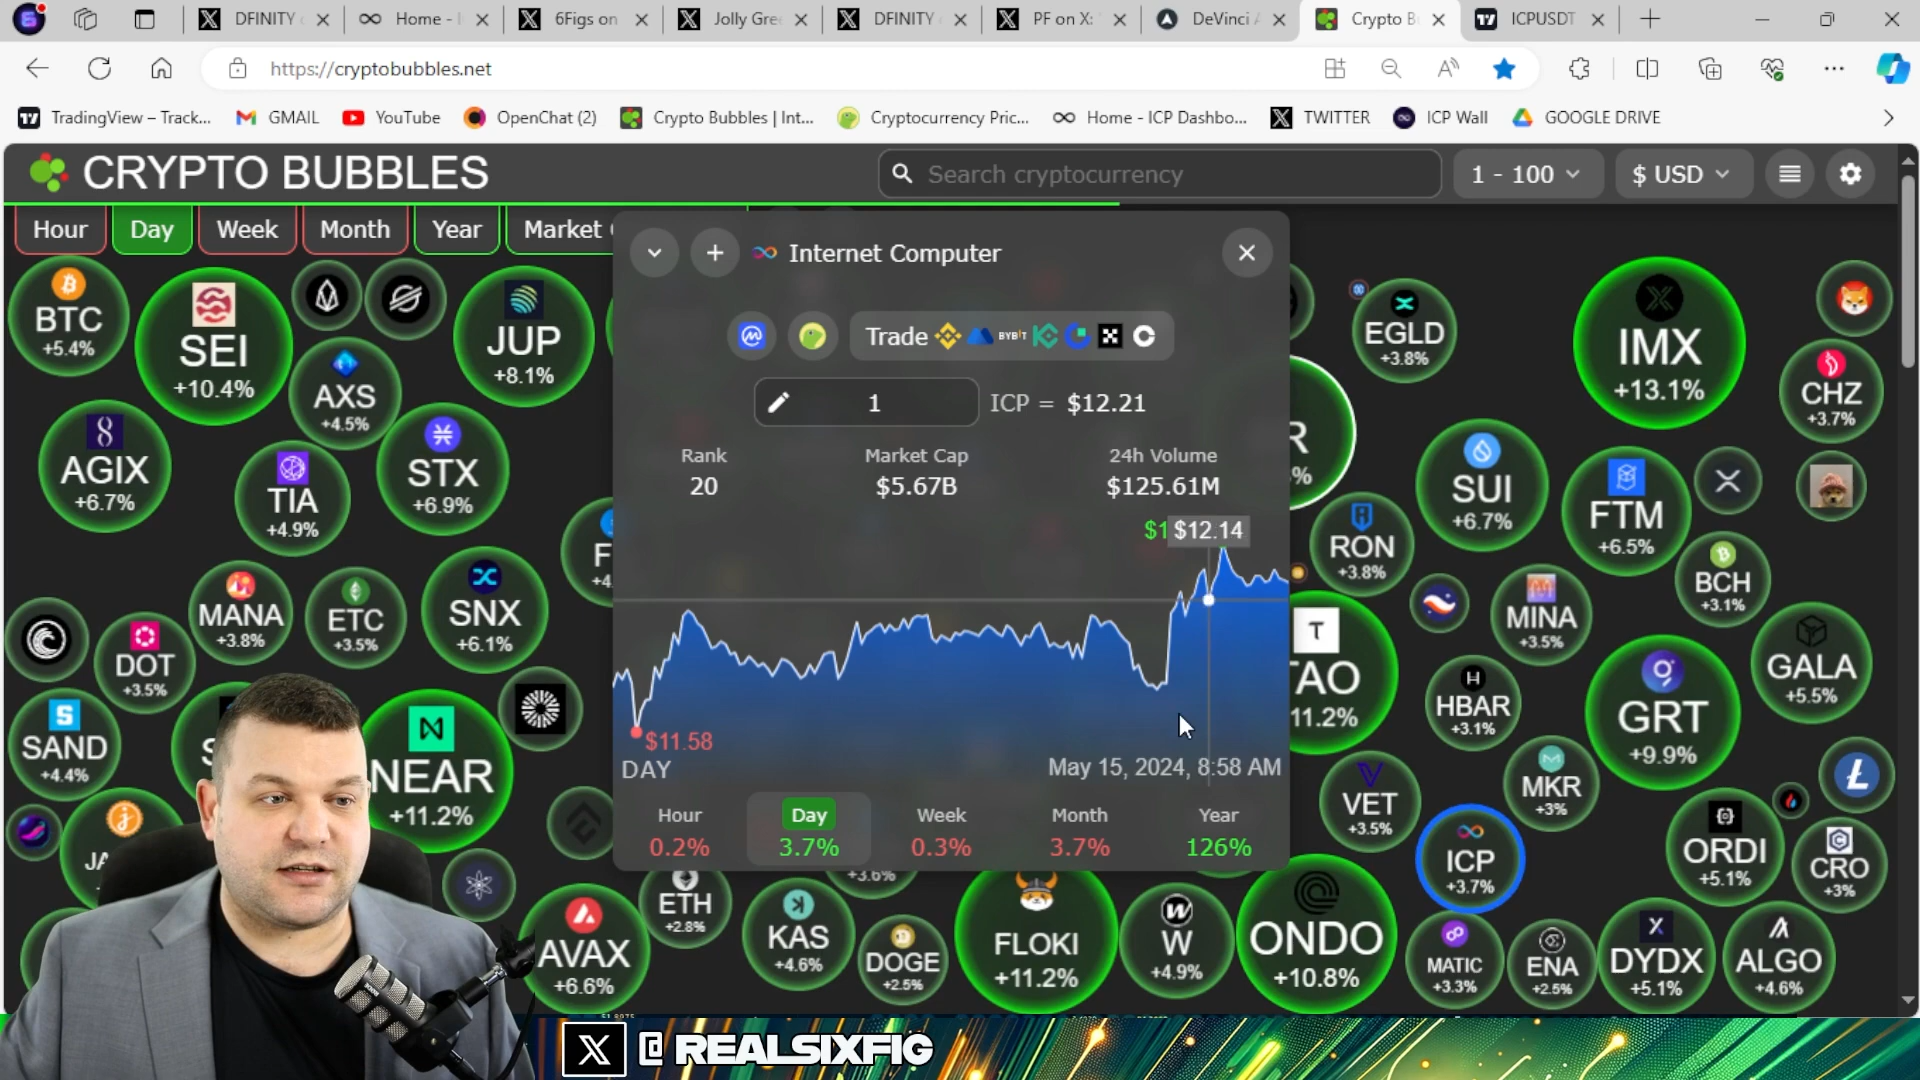 DFINITY
Home - I
6Figs on
Jolly Gre
DFINITY
PF on X:
DeVinci
Crypto B
ICPUSDT
https://cryptobubbles.net
TradingView – Track...
GMAIL
YouTube
OpenChat (2)
Crypto Bubbles | Int...
Cryptocurrency Pric...
Home - ICP Dashbo...
TWITTER
ICP Wall
GOOGLE DRIVE
CRYPTO BUBBLES
Search cryptocurrency
1 - 100
$ USD
Hour
Day
Week
Month
Year
Market
Internet Computer
Trade
BYBIT
1
ICP = $12.21
Rank
20
Market Cap
$5.67B
24h Volume
$125.61M
$12.14
$11.58
DAY
May 15, 2024, 8:58 AM
Hour
0.2%
Day
3.7%
Week
0.3%
Month
3.7%
Year
126%
BTC
+5.4%
SEI
+10.4%
JUP
+8.1%
AXS
+4.5%
AGIX
+6.7%
TIA
+4.9%
STX
+6.9%
MANA
+3.8%
ETC
+3.5%
SNX
+6.1%
DOT
+3.5%
SAND
+4.4%
NEAR
+11.2%
AVAX
+6.6%
ETH
+2.8%
KAS
+4.6%
+3.6%
DOGE
+2.5%
FLOKI
+11.2%
W
+4.9%
ONDO
+10.8%
EGLD
+3.8%
IMX
+13.1%
CHZ
+3.7%
SUI
+6.7%
FTM
+6.5%
RON
+3.8%
BCH
+3.1%
MINA
+3.5%
TAO
11.2%
HBAR
+3.1%
GRT
+9.9%
GALA
+5.5%
VET
+3.5%
MKR
+3%
ICP
+3.7%
ORDI
+5.1%
CRO
+3%
MATIC
+3.3%
ENA
+2.5%
DYDX
+5.1%
ALGO
+4.6%
X @ REALSIXFIG